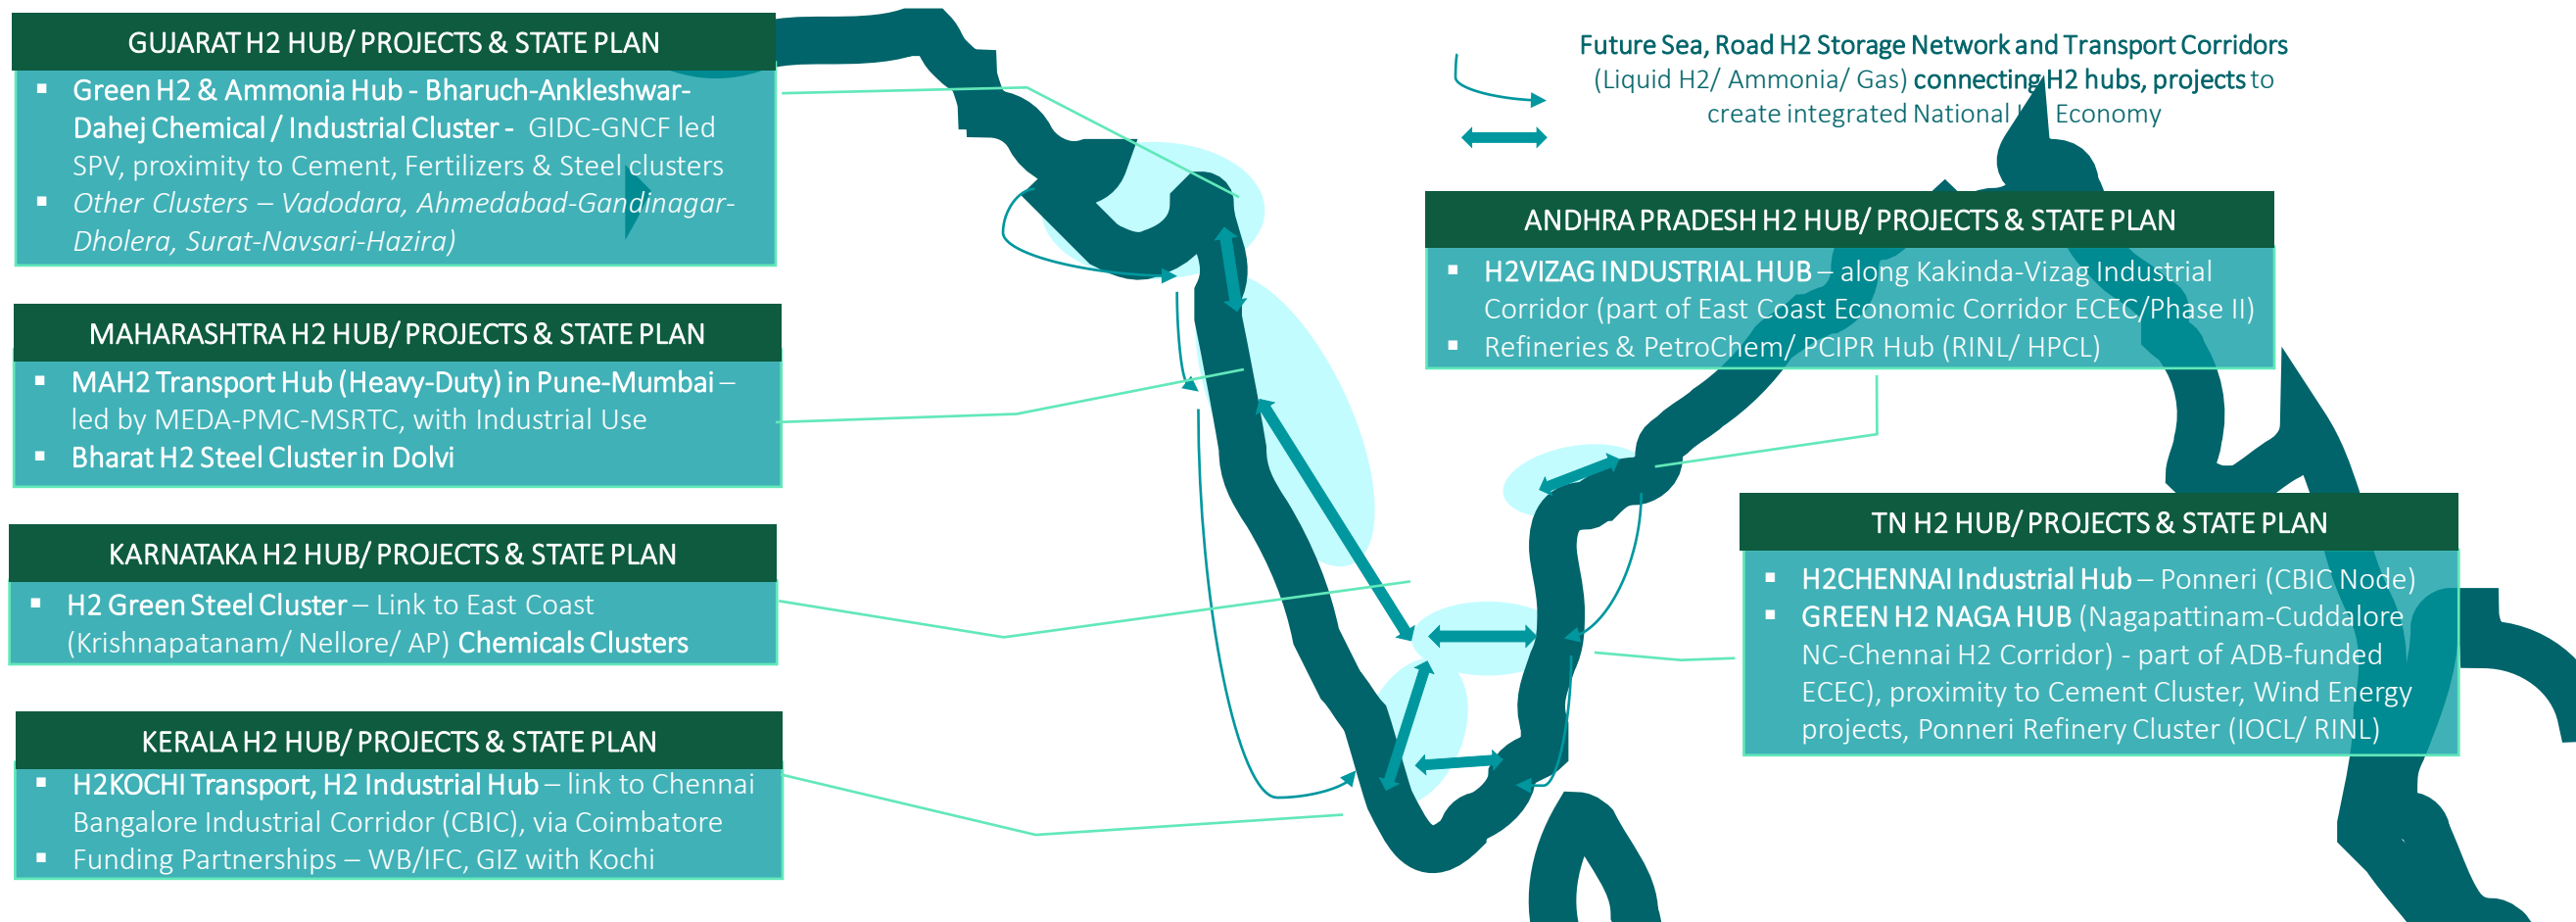 GUJARAT H2 HUB/ PROJECTS & STATE PLAN
▪ Green H2 & Ammonia Hub - Bharuch-Ankleshwar-
Dahej Chemical / Industrial Cluster - GIDC-GNCF led
SPV, proximity to Cement, Fertilizers & Steel clusters
▪ Other Clusters – Vadodara, Ahmedabad-Gandinagar-
Dholera, Surat-Navsari-Hazira)
MAHARASHTRA H2 HUB/ PROJECTS & STATE PLAN
▪ MAH2 Transport Hub (Heavy-Duty) in Pune-Mumbai –
led by MEDA-PMC-MSRTC, with Industrial Use
▪ Bharat H2 Steel Cluster in Dolvi
KARNATAKA H2 HUB/ PROJECTS & STATE PLAN
▪ H2 Green Steel Cluster – Link to East Coast
(Krishnapatanam/ Nellore/ AP) Chemicals Clusters
KERALA H2 HUB/ PROJECTS & STATE PLAN
▪ H2KOCHI Transport, H2 Industrial Hub – link to Chennai
Bangalore Industrial Corridor (CBIC), via Coimbatore
▪ Funding Partnerships – WB/IFC, GIZ with Kochi
Future Sea, Road H2 Storage Network and Transport Corridors
(Liquid H2/ Ammonia/ Gas) connecting H2 hubs, projects to
create integrated National Economy
ANDHRA PRADESH H2 HUB/ PROJECTS & STATE PLAN
▪ H2VIZAG INDUSTRIAL HUB – along Kakinda-Vizag Industrial
Corridor (part of East Coast Economic Corridor ECEC/Phase II)
▪ Refineries & PetroChem/ PCIPR Hub (RINL/ HPCL)
TN H2 HUB/ PROJECTS & STATE PLAN
▪ H2CHENNAI Industrial Hub – Ponneri (CBIC Node)
▪ GREEN H2 NAGA HUB (Nagapattinam-Cuddalore
NC-Chennai H2 Corridor) - part of ADB-funded
ECEC), proximity to Cement Cluster, Wind Energy
projects, Ponneri Refinery Cluster (IOCL/ RINL)